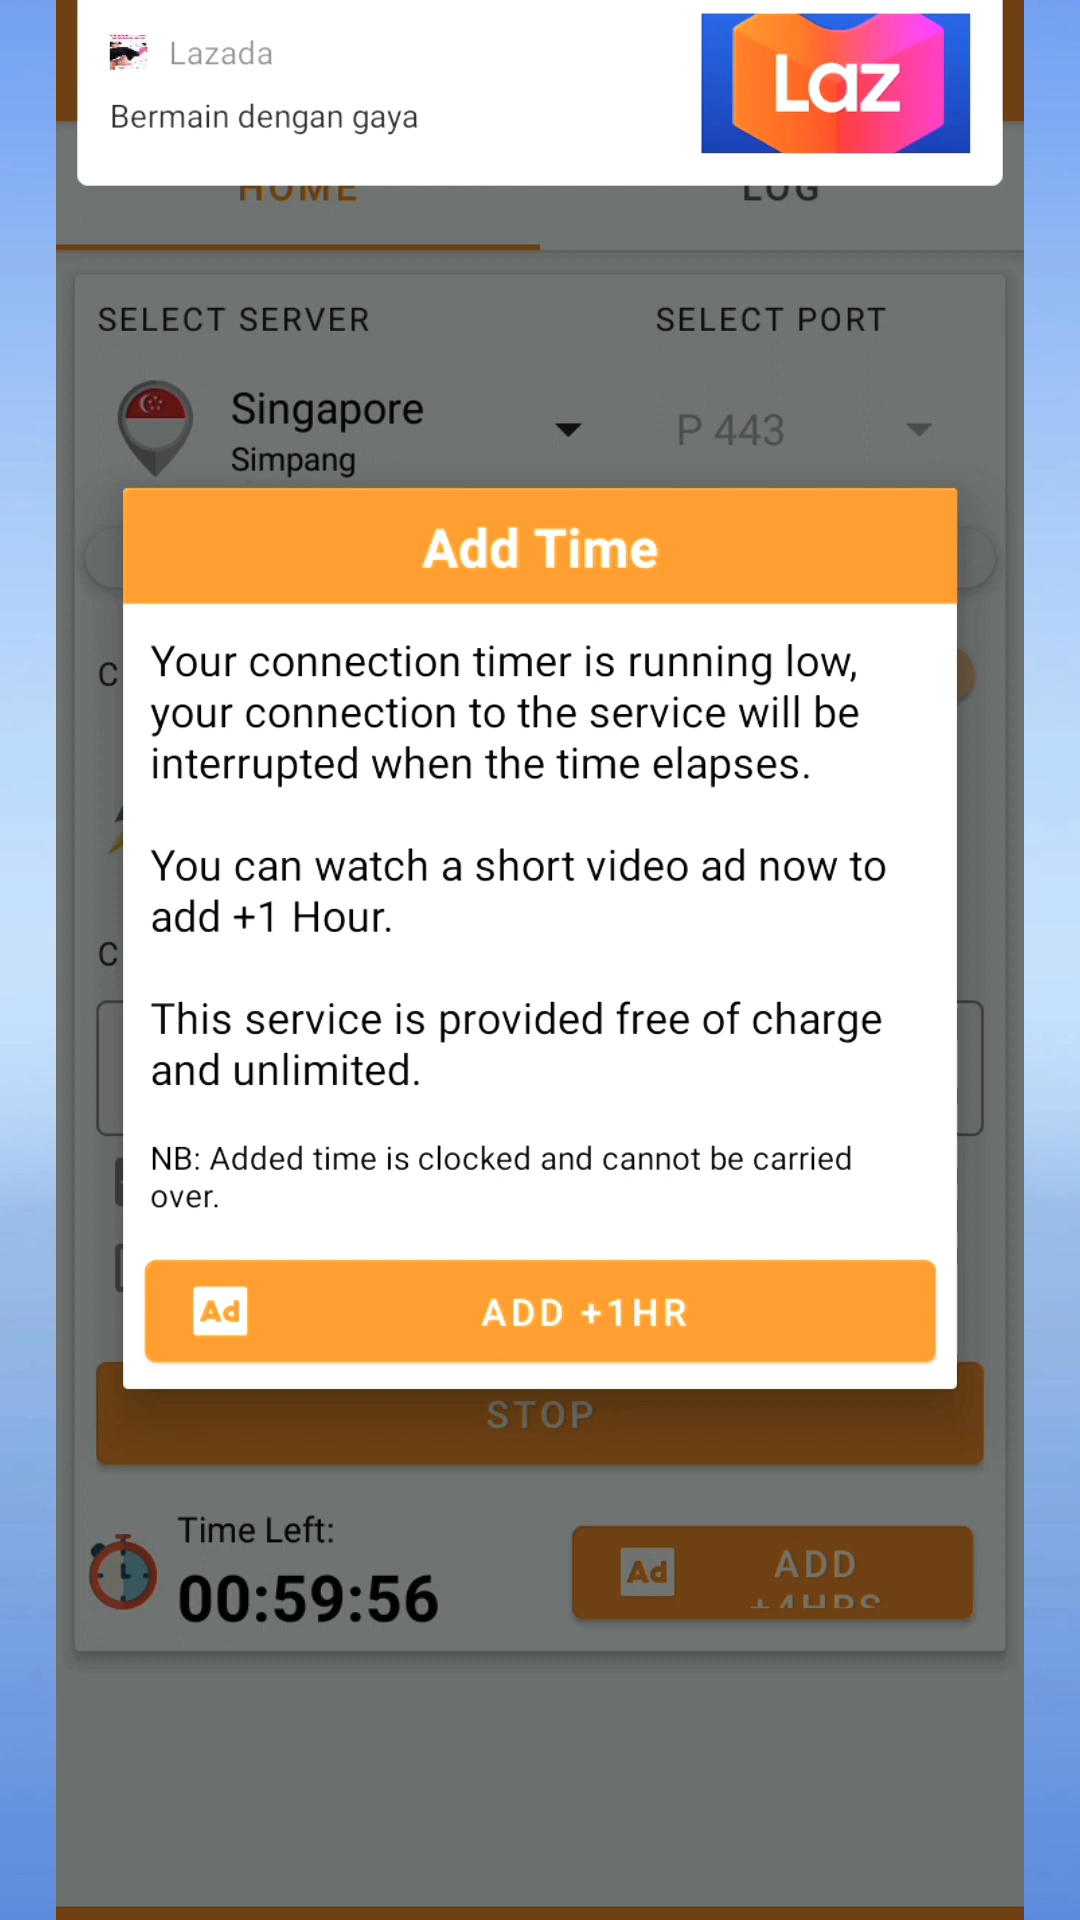 Lazada
Bermain dengan gaya
Laz
HOME
LOG
SELECT SERVER
SELECT PORT
Singapore
Simpang
P 443
Add Time
C
Your connection timer is running low,
your connection to the service will be
interrupted when the time elapses.
You can watch a short video ad now to
add +1 Hour.
C
This service is provided free of charge
and unlimited.
NB: Added time is clocked and cannot be carried
over.
Ad
ADD +1HR
STOP
Time Left:
00:59:56
Ad
ADD
+4HRS